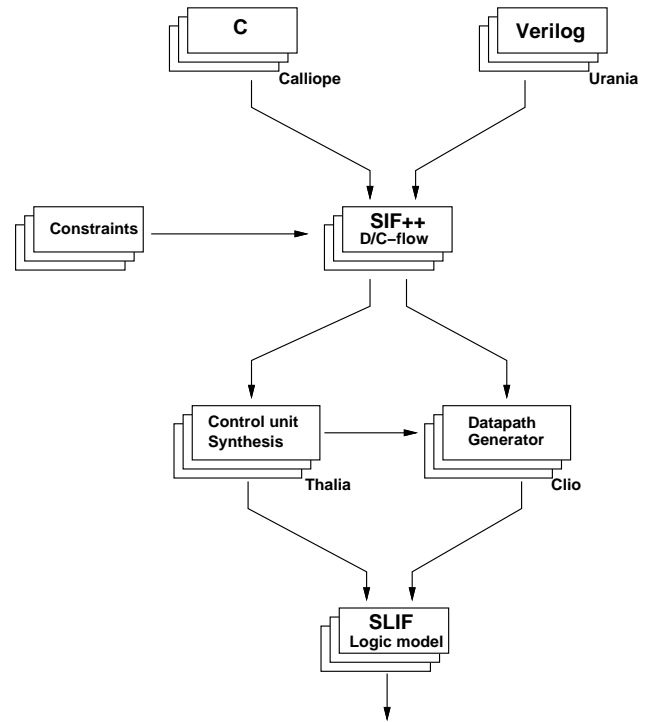 C
Calliope
Verilog
Urania
Constraints
SIF++
D/C−flow
Control unit
Synthesis
Thalia
Datapath
Generator
Clio
SLIF
Logic model